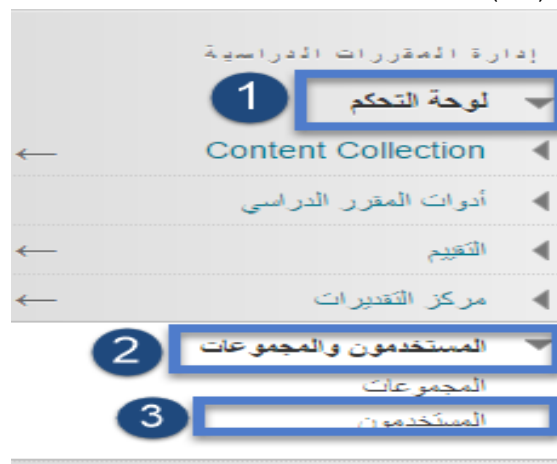 إدارة المقررات الدراسية
1 لوحة التحكم
Content Collection
أدوات المقرر الدراسي
التقييم
مركز التقديرات
2 المستخدمون والمجموعات
المجموعات
3 المستخدمون